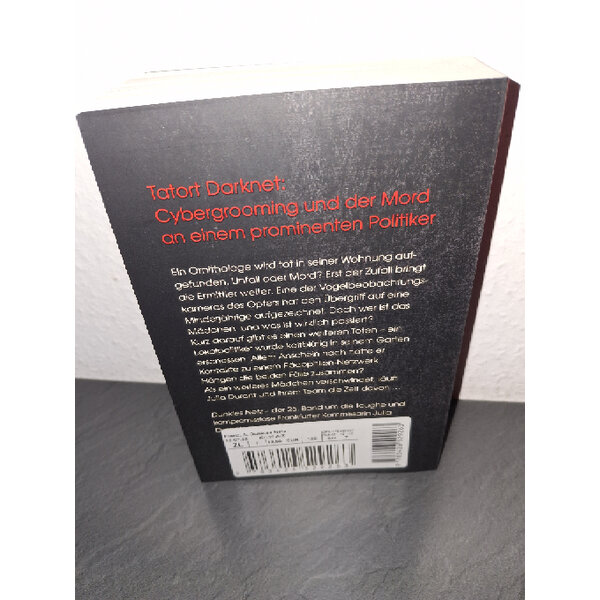 Tatort Darknet:
Cybergrooming und der Mord
an einem prominenten Politiker
Ein Ornithologe wird tot in seiner Wohnung auf-
gefunden. Unfall oder Mord? Erst der Zufall bringt
die Ermittler weiter. Eine der Vogelbeobachtungs-
kameras des Opfers hat den Übergriff auf eine
Minderjährige aufgezeichnet. Doch wer ist das
Mädchen, und was ist wirklich passiert?
Kurz darauf gibt es einen weiteren Toten – ein
Lokalpolitiker wurde kaltblütig in seinem Garten
erschossen. Allem Anschein nach hatte er
Kontakte zu einem Pädophilen-Netzwerk.
Hängen die beiden Fälle zusammen?
Als ein weiteres Mädchen verschwindet, läuft
Julia Durant und ihrem Team die Zeit davon ...
Dunkles Netz – der 25. Band um die toughe und
kompromisslose Frankfurter Kommissarin Julia